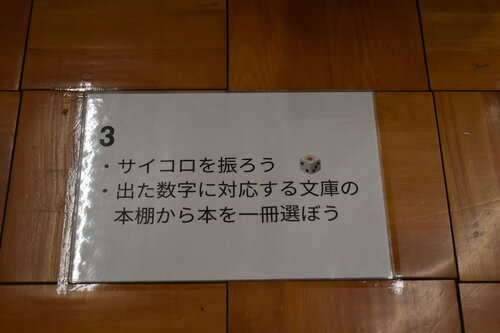 3
・サイコロを振ろう
・出た数字に対応する文庫の
本棚から本を一冊選ぼう